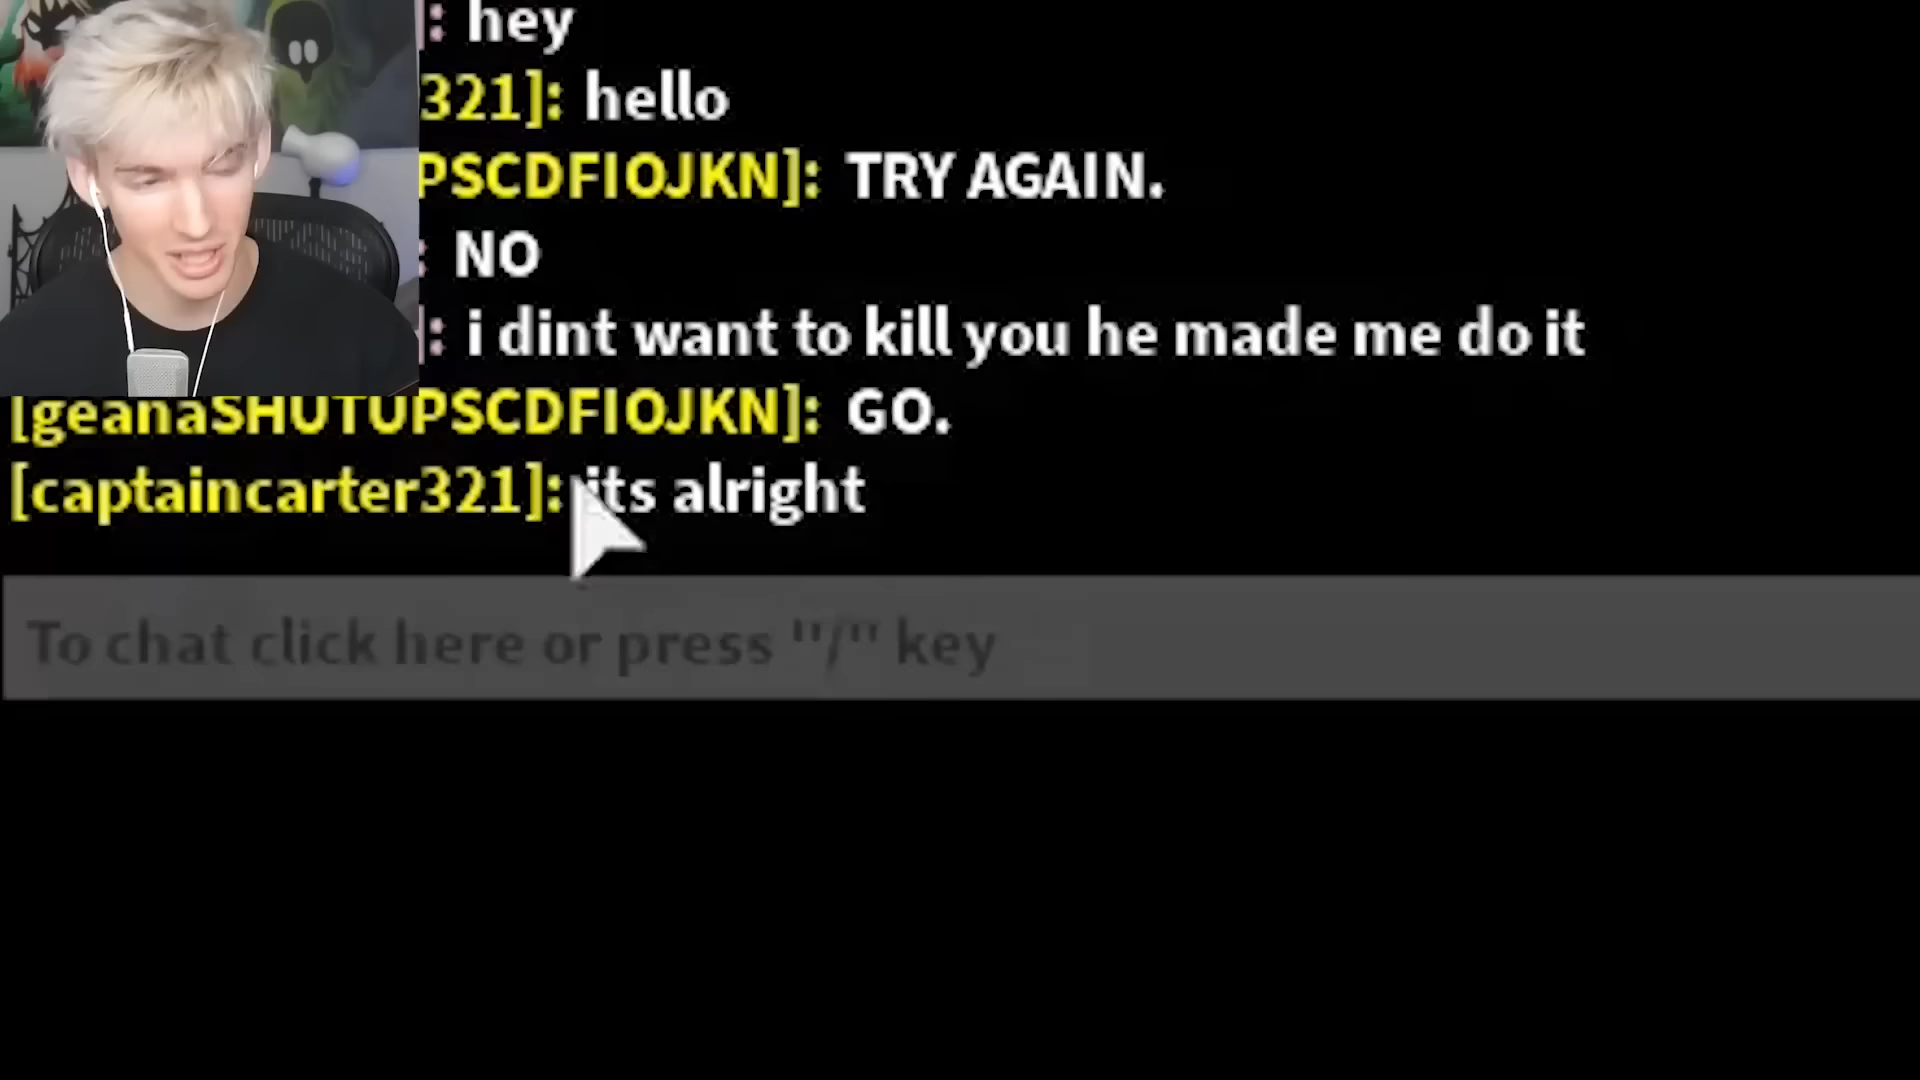 ]: hey
321]: hello
PSCDFIOJKN]: TRY AGAIN.
: NO
]: i dint want to kill you he made me do it
[geanaSHUTUPSCDFIOJKN]: GO.
[captaincarter321]: its alright
To chat click here or press "/" key